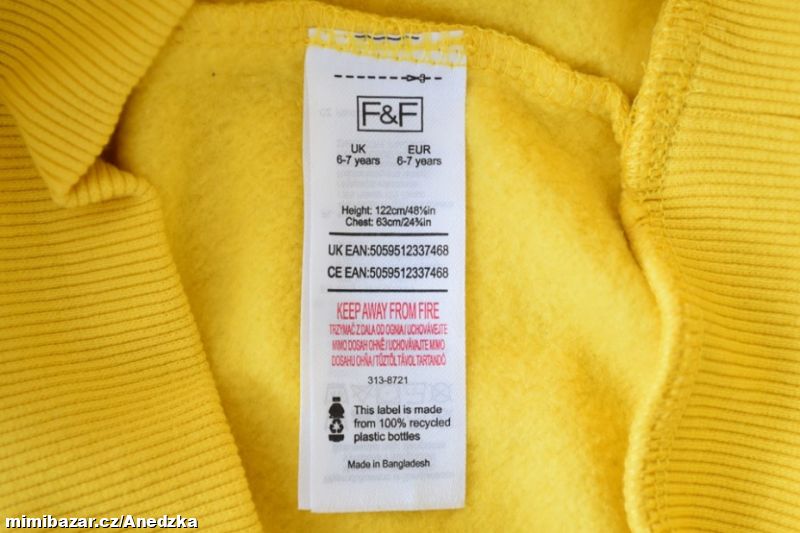 F&F
UK EUR
6-7 years 6-7 years
Height: 122cm/48⅛in
Chest: 63cm/24¾in
UK EAN:5059512337468
CE EAN:5059512337468
KEEP AWAY FROM FIRE
TRZYMAĆ Z DALA OD OGNIA / UCHOVÁVEJTE
MIMO DOSAH OHNĚ / UCHOVÁVAJTE MIMO
DOSAHU OHŇA / TŰZTŐL TÁVOL TARTANDÓ
313-8721
This label is made
from 100% recycled
plastic bottles
Made in Bangladesh
mimibazar.cz/Anedzka